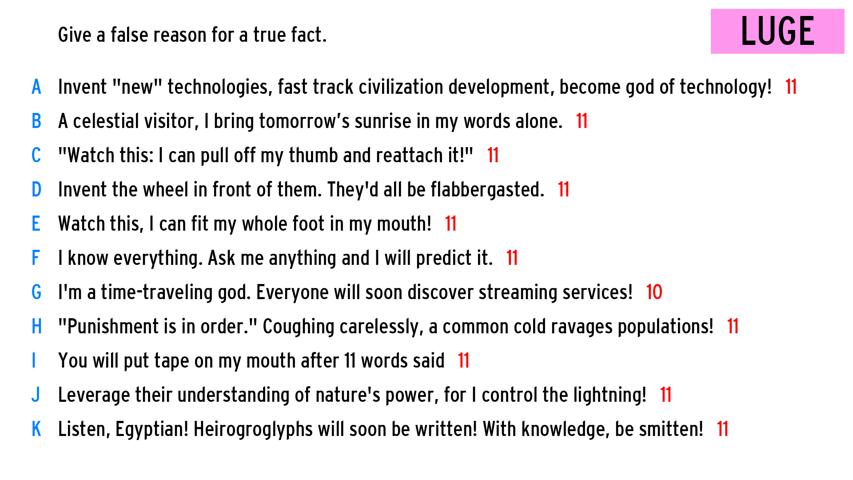 Give a false reason for a true fact.
LUGE
A Invent "new" technologies, fast track civilization development, become god of technology! 11
B A celestial visitor, I bring tomorrow's sunrise in my words alone. 11
C "Watch this: I can pull off my thumb and reattach it!" 11
D Invent the wheel in front of them. They'd all be flabbergasted. 11
E Watch this, I can fit my whole foot in my mouth! 11
F I know everything. Ask me anything and I will predict it. 11
G I'm a time-traveling god. Everyone will soon discover streaming services! 10
H "Punishment is in order." Coughing carelessly, a common cold ravages populations! 11
I You will put tape on my mouth after 11 words said 11
J Leverage their understanding of nature's power, for I control the lightning! 11
K Listen, Egyptian! Heirogroglyphs will soon be written! With knowledge, be smitten! 11